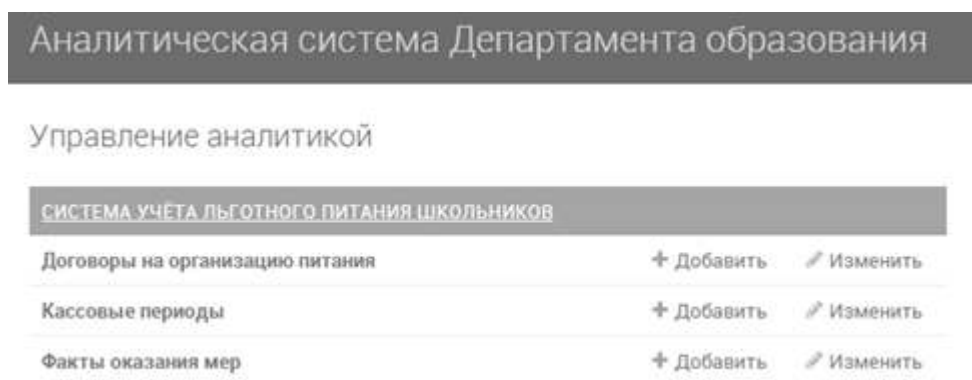 Аналитическая система Департамента образования
Управление аналитикой
СИСТЕМА УЧЁТА ЛЬГОТНОГО ПИТАНИЯ ШКОЛЬНИКОВ
Договоры на организацию питания + Добавить Изменить
Кассовые периоды + Добавить Изменить
Факты оказания мер + Добавить Изменить